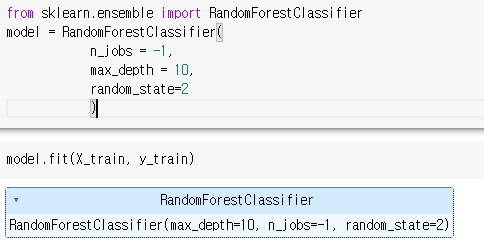 from sklearn.ensemble import RandomForestClassifier
model = RandomForestClassifier(
n_jobs = -1,
max_depth = 10,
random_state=2
)
model.fit(X_train, y_train)
▾ RandomForestClassifier
RandomForestClassifier(max_depth=10, n_jobs=-1, random_state=2)